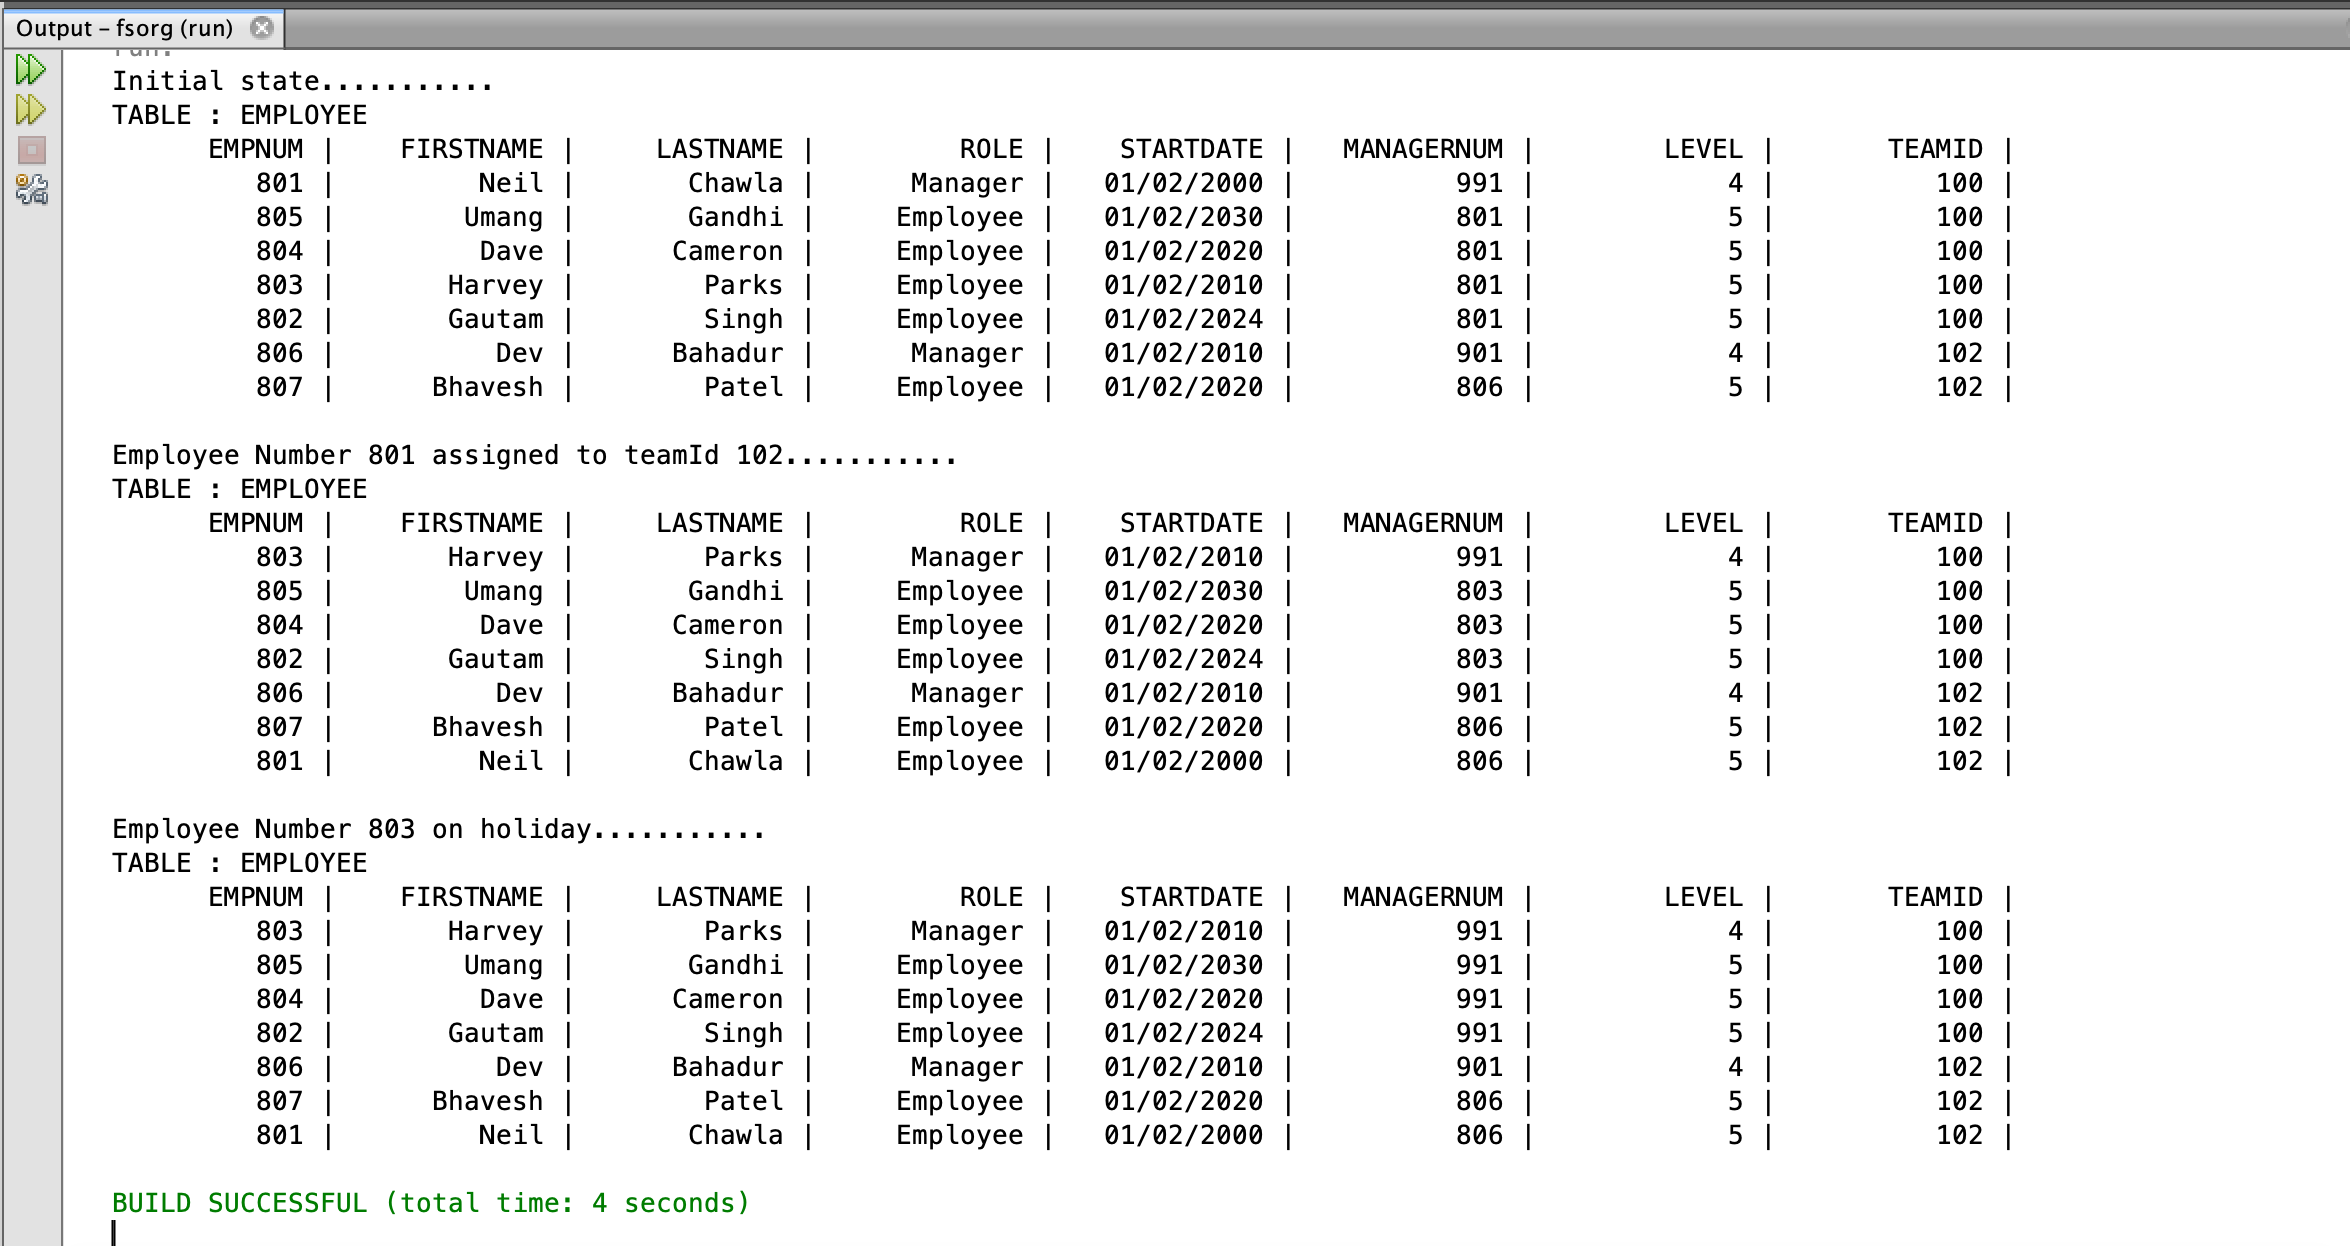 Output – fsorg (run)
run:
Initial state...........
TABLE : EMPLOYEE
EMPNUM | FIRSTNAME | LASTNAME | ROLE | STARTDATE | MANAGERNUM | LEVEL | TEAMID |
801 | Neil | Chawla | Manager | 01/02/2000 | 991 | 4 | 100 |
805 | Umang | Gandhi | Employee | 01/02/2030 | 801 | 5 | 100 |
804 | Dave | Cameron | Employee | 01/02/2020 | 801 | 5 | 100 |
803 | Harvey | Parks | Employee | 01/02/2010 | 801 | 5 | 100 |
802 | Gautam | Singh | Employee | 01/02/2024 | 801 | 5 | 100 |
806 | Dev | Bahadur | Manager | 01/02/2010 | 901 | 4 | 102 |
807 | Bhavesh | Patel | Employee | 01/02/2020 | 806 | 5 | 102 |
Employee Number 801 assigned to teamId 102...........
TABLE : EMPLOYEE
EMPNUM | FIRSTNAME | LASTNAME | ROLE | STARTDATE | MANAGERNUM | LEVEL | TEAMID |
803 | Harvey | Parks | Manager | 01/02/2010 | 991 | 4 | 100 |
805 | Umang | Gandhi | Employee | 01/02/2030 | 803 | 5 | 100 |
804 | Dave | Cameron | Employee | 01/02/2020 | 803 | 5 | 100 |
802 | Gautam | Singh | Employee | 01/02/2024 | 803 | 5 | 100 |
806 | Dev | Bahadur | Manager | 01/02/2010 | 901 | 4 | 102 |
807 | Bhavesh | Patel | Employee | 01/02/2020 | 806 | 5 | 102 |
801 | Neil | Chawla | Employee | 01/02/2000 | 806 | 5 | 102 |
Employee Number 803 on holiday...........
TABLE : EMPLOYEE
EMPNUM | FIRSTNAME | LASTNAME | ROLE | STARTDATE | MANAGERNUM | LEVEL | TEAMID |
803 | Harvey | Parks | Manager | 01/02/2010 | 991 | 4 | 100 |
805 | Umang | Gandhi | Employee | 01/02/2030 | 991 | 5 | 100 |
804 | Dave | Cameron | Employee | 01/02/2020 | 991 | 5 | 100 |
802 | Gautam | Singh | Employee | 01/02/2024 | 991 | 5 | 100 |
806 | Dev | Bahadur | Manager | 01/02/2010 | 901 | 4 | 102 |
807 | Bhavesh | Patel | Employee | 01/02/2020 | 806 | 5 | 102 |
801 | Neil | Chawla | Employee | 01/02/2000 | 806 | 5 | 102 |
BUILD SUCCESSFUL (total time: 4 seconds)